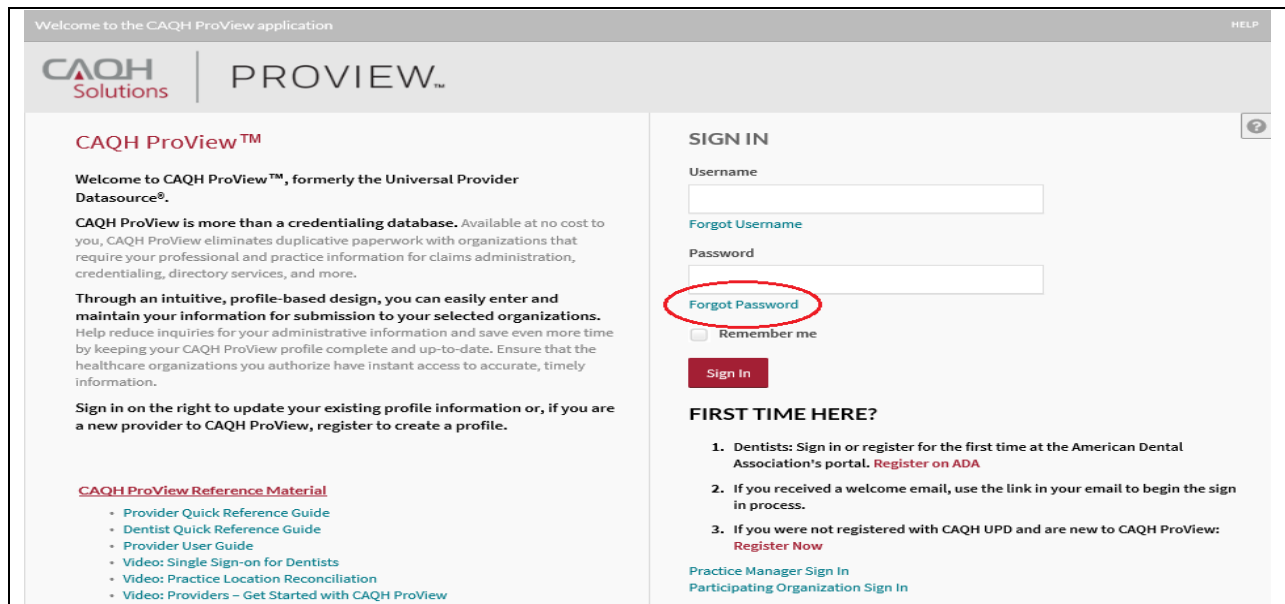 Welcome to the CAQH ProView application
HELP
CAQH
Solutions
PROVIEW™
CAQH ProView™
Welcome to CAQH ProView™, formerly the Universal Provider
Datasource®.
CAQH ProView is more than a credentialing database. Available at no cost to
you, CAQH ProView eliminates duplicative paperwork with organizations that
require your professional and practice information for claims administration,
credentialing, directory services, and more.
Through an intuitive, profile-based design, you can easily enter and
maintain your information for submission to your selected organizations.
Help reduce inquiries for your administrative information and save even more time
by keeping your CAQH ProView profile complete and up-to-date. Ensure that the
healthcare organizations you authorize have instant access to accurate, timely
information.
Sign in on the right to update your existing profile information or, if you are
a new provider to CAQH ProView, register to create a profile.
CAQH ProView Reference Material
• Provider Quick Reference Guide
• Dentist Quick Reference Guide
• Provider User Guide
• Video: Single Sign-on for Dentists
• Video: Practice Location Reconciliation
• Video: Providers – Get Started with CAQH ProView
?
SIGN IN
Username
Forgot Username
Password
Forgot Password
Remember me
Sign In
FIRST TIME HERE?
1. Dentists: Sign in or register for the first time at the American Dental
Association's portal. Register on ADA
2. If you received a welcome email, use the link in your email to begin the sign
in process.
3. If you were not registered with CAQH UPD and are new to CAQH ProView:
Register Now
Practice Manager Sign In
Participating Organization Sign In